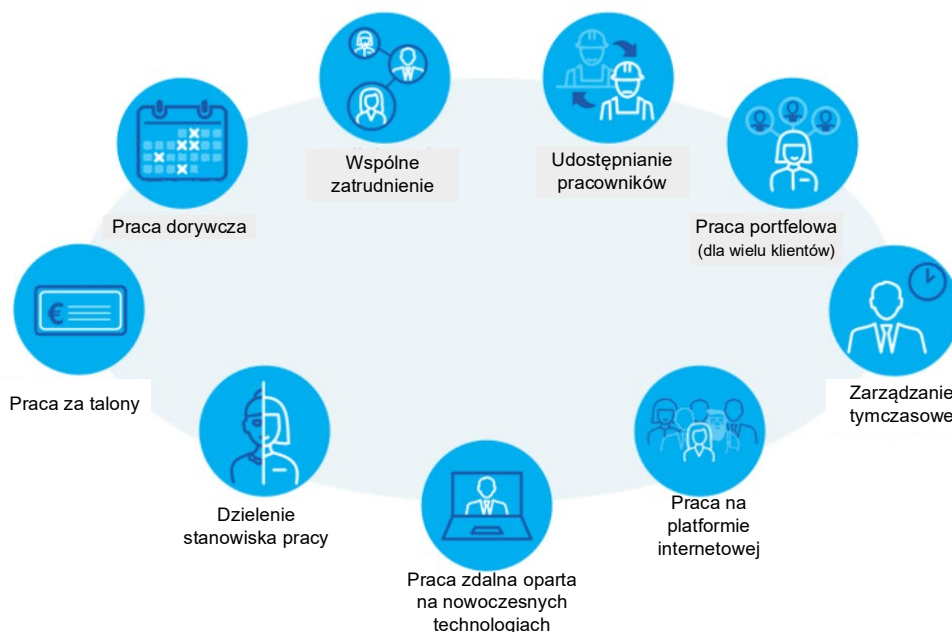 Wspólne
zatrudnienie
Udostępnianie
pracowników
Praca dorywcza
Praca portfelowa
(dla wielu klientów)
€
Praca za talony
Zarządzanie
tymczasowe
Dzielenie
stanowiska pracy
Praca na
platformie
internetowej
Praca zdalna oparta
na nowoczesnych
technologiach